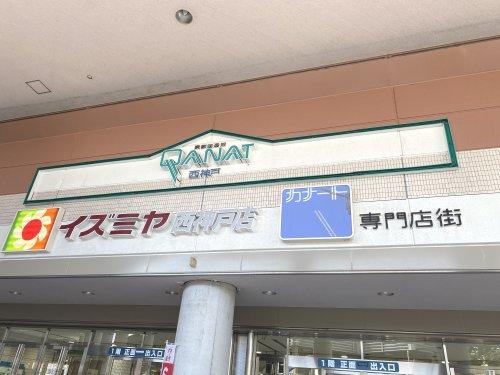 QANAT
西神戸
イズミヤ 西神戸店
カナート
専門店街
1階 正面 出入口
1階 正面 出入口